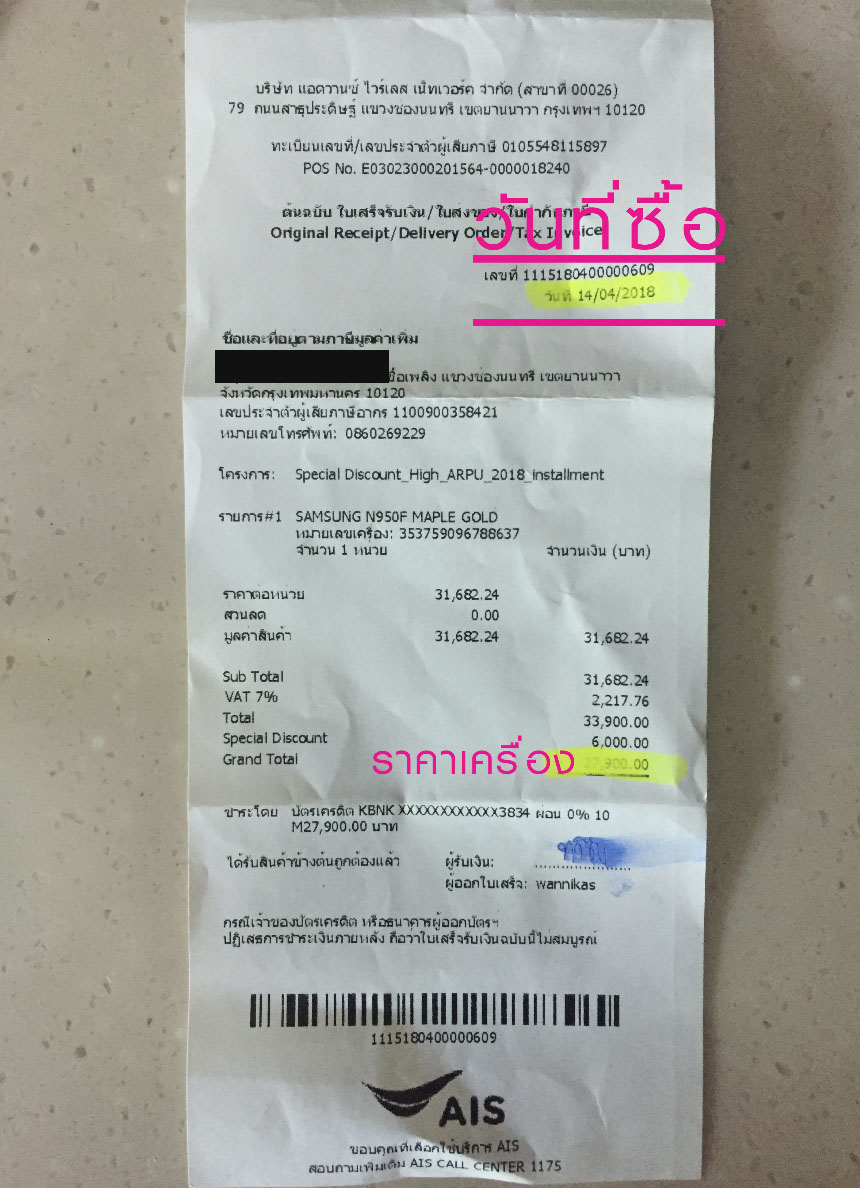 บริษัท แอดวานซ์ ไวร์เลส เน็ทเวอร์ค จำกัด (สาขาที่ 00026)
79 ถนนสาธุประดิษฐ์ แขวงช่องนนทรี เขตยานนาวา กรุงเทพฯ 10120
ทะเบียนเลขที่/เลขประจำตัวผู้เสียภาษี 0105548115897
POS No. E03023000201564-0000018240
วันที่ซื้อ
ต้นฉบับ ใบเสร็จรับเงิน/ใบส่งของ/ใบกำกับภาษี
Original Receipt/Delivery Order/Tax Invoice
เลขที่ 1115180400000609
วันที่ 14/04/2018
ชื่อและที่อยู่ตามภาษีมูลค่าเพิ่ม
เชื้อเพลิง แขวงช่องนนทรี เขตยานนาวา
จังหวัดกรุงเทพมหานคร 10120
เลขประจำตัวผู้เสียภาษีอากร 1100900358421
หมายเลขโทรศัพท์: 0860269229
โครงการ: Special Discount_High_ARPU_2018_installment
รายการ#1 SAMSUNG N950F MAPLE GOLD
หมายเลขเครื่อง: 353759096788637
จำนวน 1 หน่วย จำนวนเงิน (บาท)
ราคาต่อหน่วย 31,682.24
ส่วนลด 0.00
มูลค่าสินค้า 31,682.24 31,682.24
Sub Total 31,682.24
VAT 7% 2,217.76
Total 33,900.00
Special Discount 6,000.00
Grand Total ราคาเครื่อง 27,900.00
ชำระโดย บัตรเครดิต KBNK XXXXXXXXXXXX3834 ผ่อน 0% 10
M27,900.00 บาท
ได้รับสินค้าข้างต้นถูกต้องแล้ว ผู้รับเงิน:
ผู้ออกใบเสร็จ: wannikas
กรณีเจ้าของบัตรเครดิต หรือธนาคารผู้ออกบัตรฯ
ปฏิเสธการชำระเงินภายหลัง ถือว่าใบเสร็จรับเงินฉบับนี้ไม่สมบูรณ์
1115180400000609
AIS
ขอบคุณที่เลือกใช้บริการ AIS
สอบถามเพิ่มเติม AIS CALL CENTER 1175